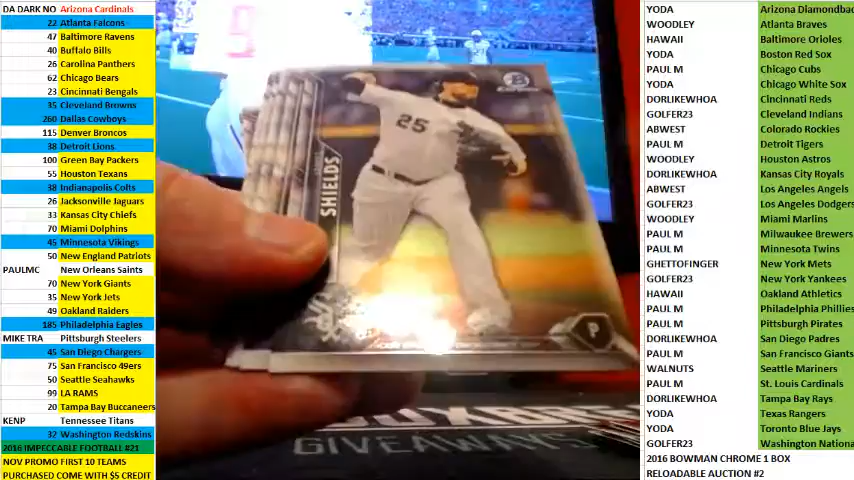 DA DARK NO Arizona Cardinals
22 Atlanta Falcons
47 Baltimore Ravens
40 Buffalo Bills
26 Carolina Panthers
62 Chicago Bears
23 Cincinnati Bengals
35 Cleveland Browns
260 Dallas Cowboys
115 Denver Broncos
38 Detroit Lions
100 Green Bay Packers
55 Houston Texans
38 Indianapolis Colts
26 Jacksonville Jaguars
33 Kansas City Chiefs
70 Miami Dolphins
45 Minnesota Vikings
50 New England Patriots
PAULMC New Orleans Saints
70 New York Giants
35 New York Jets
49 Oakland Raiders
185 Philadelphia Eagles
MIKE TRA Pittsburgh Steelers
45 San Diego Chargers
75 San Francisco 49ers
50 Seattle Seahawks
99 LA RAMS
20 Tampa Bay Buccaneers
KENP Tennessee Titans
32 Washington Redskins
2016 IMPECCABLE FOOTBALL #21
NOV PROMO FIRST 10 TEAMS
PURCHASED COME WITH $5 CREDIT
25
SHIELDS
P
GIVEAWA
YODA Arizona Diamondbac
WOODLEY Atlanta Braves
HAWAII Baltimore Orioles
YODA Boston Red Sox
PAUL M Chicago Cubs
YODA Chicago White Sox
DORLIKEWHOA Cincinnati Reds
GOLFER23 Cleveland Indians
ABWEST Colorado Rockies
PAUL M Detroit Tigers
WOODLEY Houston Astros
DORLIKEWHOA Kansas City Royals
ABWEST Los Angeles Angels
GOLFER23 Los Angeles Dodgers
WOODLEY Miami Marlins
PAUL M Milwaukee Brewers
PAUL M Minnesota Twins
GHETTOFINGER New York Mets
GOLFER23 New York Yankees
HAWAII Oakland Athletics
PAUL M Philadelphia Phillies
PAUL M Pittsburgh Pirates
DORLIKEWHOA San Diego Padres
PAUL M San Francisco Giants
WALNUTS Seattle Mariners
PAUL M St. Louis Cardinals
DORLIKEWHOA Tampa Bay Rays
YODA Texas Rangers
YODA Toronto Blue Jays
GOLFER23 Washington Nationa
2016 BOWMAN CHROME 1 BOX
RELOADABLE AUCTION #2